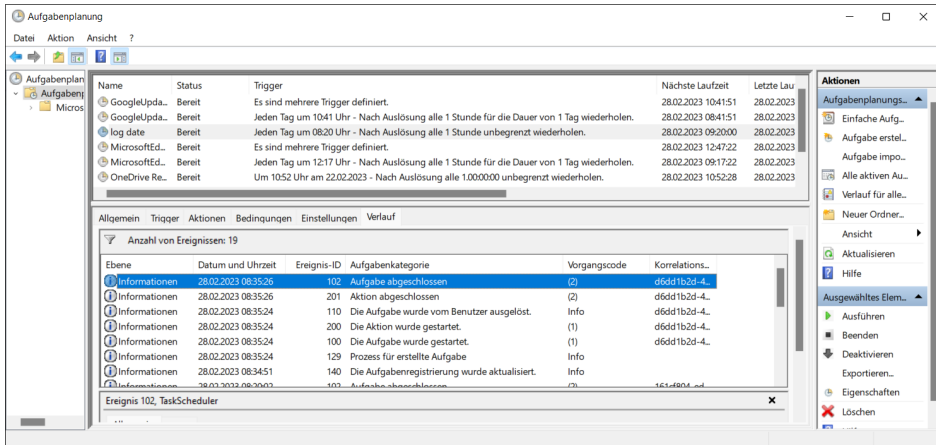 Aufgabenplanung
Datei Aktion Ansicht ?
Aufgabenplan
Aufgabenp
Micros
Name Status Trigger Nächste Laufzeit Letzte Lau
GoogleUpda... Bereit Es sind mehrere Trigger definiert. 28.02.2023 10:41:51 28.02.2023
GoogleUpda... Bereit Jeden Tag um 10:41 Uhr - Nach Auslösung alle 1 Stunde für die Dauer von 1 Tag wiederholen. 28.02.2023 08:41:51 28.02.2023
log date Bereit Jeden Tag um 08:20 Uhr - Nach Auslösung alle 1 Stunde unbegrenzt wiederholen. 28.02.2023 09:20:00 28.02.2023
MicrosoftEd... Bereit Es sind mehrere Trigger definiert. 28.02.2023 12:47:22 28.02.2023
MicrosoftEd... Bereit Jeden Tag um 12:17 Uhr - Nach Auslösung alle 1 Stunde für die Dauer von 1 Tag wiederholen. 28.02.2023 09:17:22 28.02.2023
OneDrive Re... Bereit Um 10:52 Uhr am 22.02.2023 - Nach Auslösung alle 1.00:00:00 unbegrenzt wiederholen. 28.02.2023 10:52:28 28.02.2023
Allgemein Trigger Aktionen Bedingungen Einstellungen Verlauf
Anzahl von Ereignissen: 19
Ebene Datum und Uhrzeit Ereignis-ID Aufgabenkategorie Vorgangscode Korrelations...
Informationen 28.02.2023 08:35:26 102 Aufgabe abgeschlossen (2) d6dd1b2d-4...
Informationen 28.02.2023 08:35:26 201 Aktion abgeschlossen (2) d6dd1b2d-4...
Informationen 28.02.2023 08:35:24 110 Die Aufgabe wurde vom Benutzer ausgelöst. Info d6dd1b2d-4...
Informationen 28.02.2023 08:35:24 200 Die Aktion wurde gestartet. (1) d6dd1b2d-4...
Informationen 28.02.2023 08:35:24 100 Die Aufgabe wurde gestartet. (1) d6dd1b2d-4...
Informationen 28.02.2023 08:35:24 129 Prozess für erstellte Aufgabe Info
Informationen 28.02.2023 08:34:51 140 Die Aufgabenregistrierung wurde aktualisiert. Info
Informationen 28.02.2023 08:20:02 102 Aufgabe abgeschlossen (2)
Ereignis 102, TaskScheduler
Aktionen
Aufgabenplanungs...
Einfache Aufg...
Aufgabe erstel...
Aufgabe impo...
Alle aktiven Au...
Verlauf für alle...
Neuer Ordner...
Ansicht
Aktualisieren
Hilfe
Ausgewähltes Elem...
Ausführen
Beenden
Deaktivieren
Exportieren...
Eigenschaften
Löschen